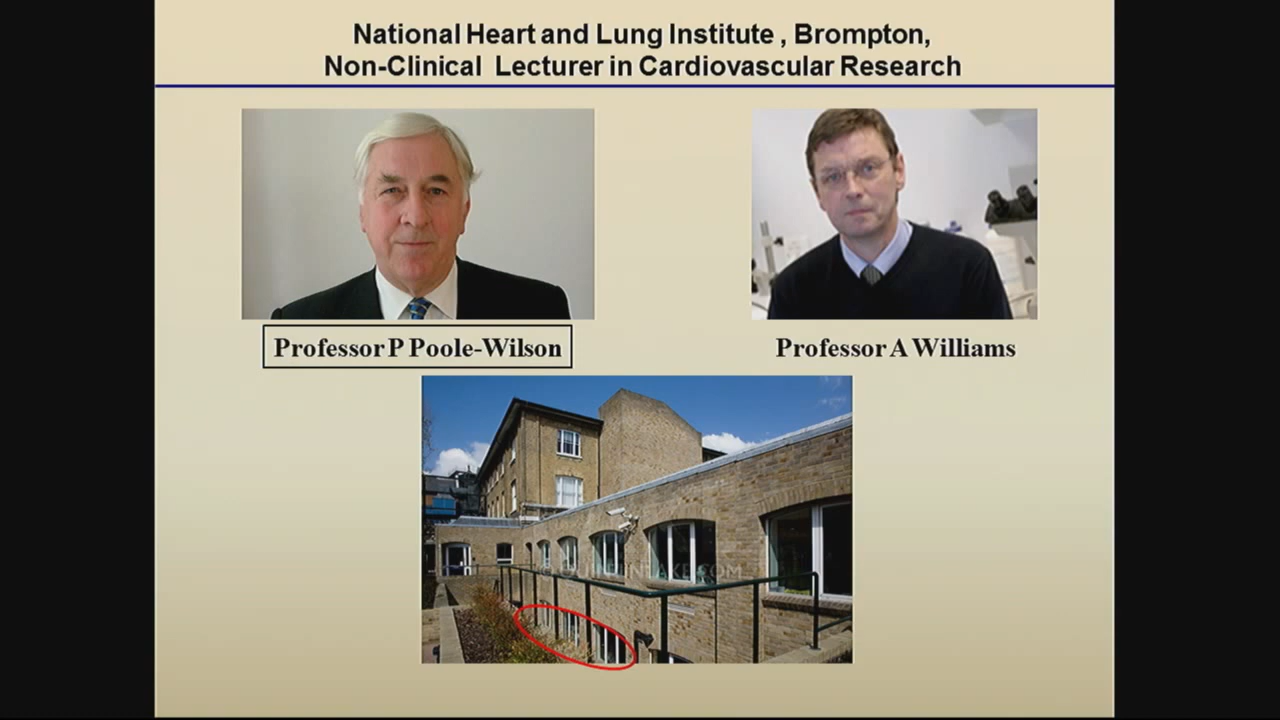 National Heart and Lung Institute , Brompton,
Non-Clinical Lecturer in Cardiovascular Research
Professor P Poole-Wilson
Professor A Williams